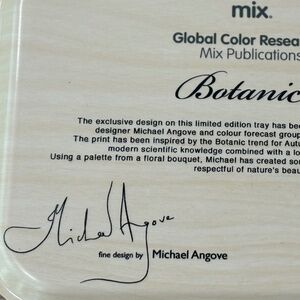 mix.
Global Color Resea
Mix Publications
Botanic
The exclusive design on this limited edition tray has been
designer Michael Angove and colour forecast group
The print has been inspired by the Botanic trend for Autu
modern scientific knowledge combined with a lo
Using a palette from a floral bouquet, Michael has created som
respectful of nature's beau
Michael Angove
fine design by Michael Angove